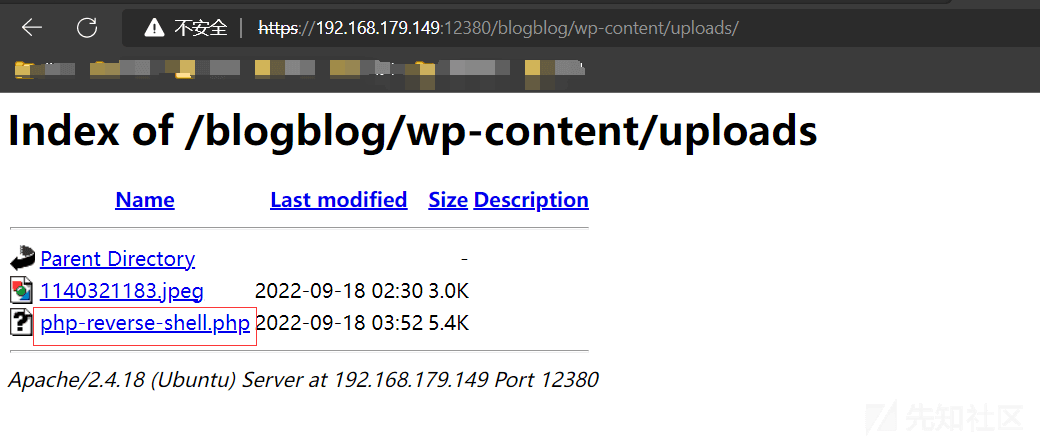 不安全 | https://192.168.179.149:12380/blogblog/wp-content/uploads/
Index of /blogblog/wp-content/uploads
Name Last modified Size Description
Parent Directory -
1140321183.jpeg 2022-09-18 02:30 3.0K
php-reverse-shell.php 2022-09-18 03:52 5.4K
Apache/2.4.18 (Ubuntu) Server at 192.168.179.149 Port 12380
先知社区